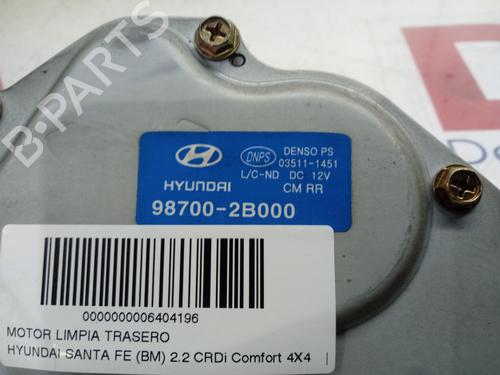 B-PARTS
HYUNDAI
DNPS
DENSO PS
03511-1451
L/C-ND DC 12V
CM RR
98700-2B000
0000000006404196
MOTOR LIMPIA TRASERO
HYUNDAI SANTA FE (BM) 2.2 CRDi Comfort 4X4 |